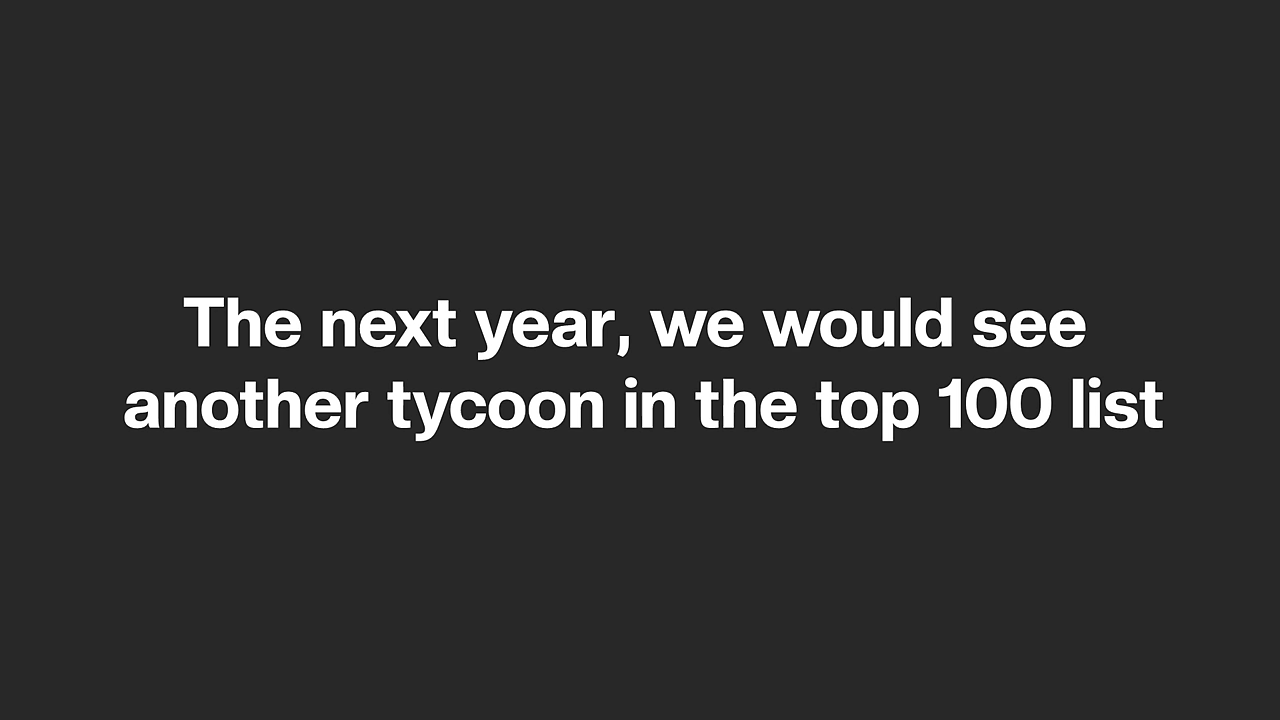 The next year, we would see
another tycoon in the top 100 list